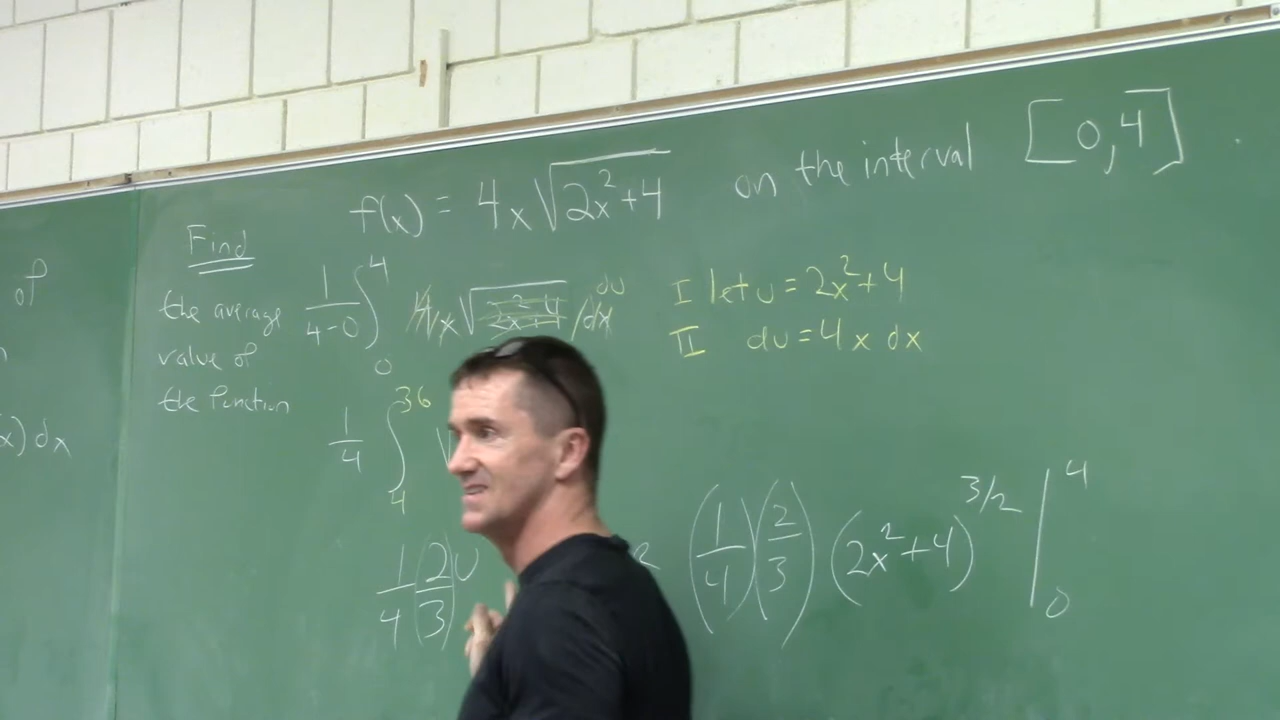 of
x) dx
f(x) = 4x√(2x²+4) on the interval [0,4].
Find
the average
value of
the function
1/(4-0) ∫₀⁴ 4x√(2x²+4) dx du
I let u = 2x²+4
II du = 4x dx
1/4 ∫₄³⁶ √
1/4 (2/3) u
R (1/4)(2/3)(2x²+4)^(3/2) |₀⁴